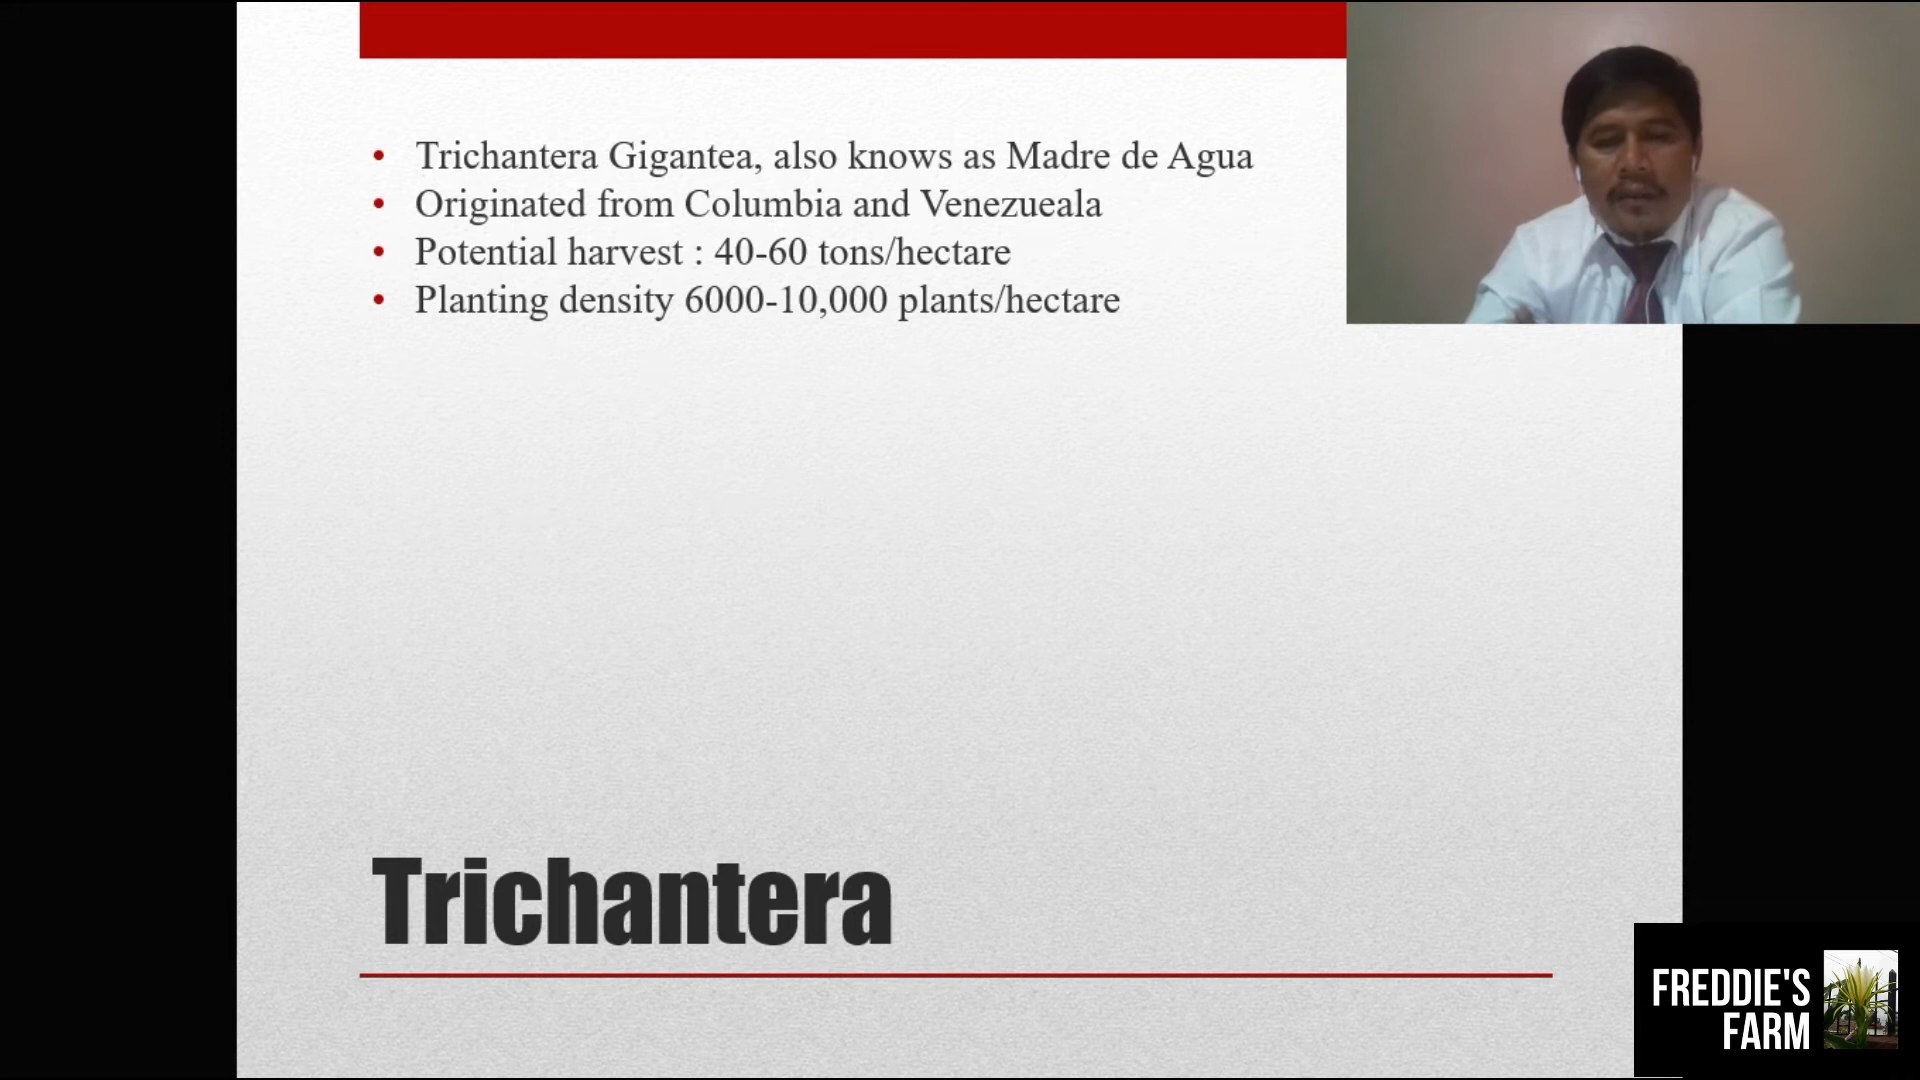 • Trichantera Gigantea, also knows as Madre de Agua
• Originated from Columbia and Venezueala
• Potential harvest : 40-60 tons/hectare
• Planting density 6000-10,000 plants/hectare
Trichantera
FREDDIE'S
FARM